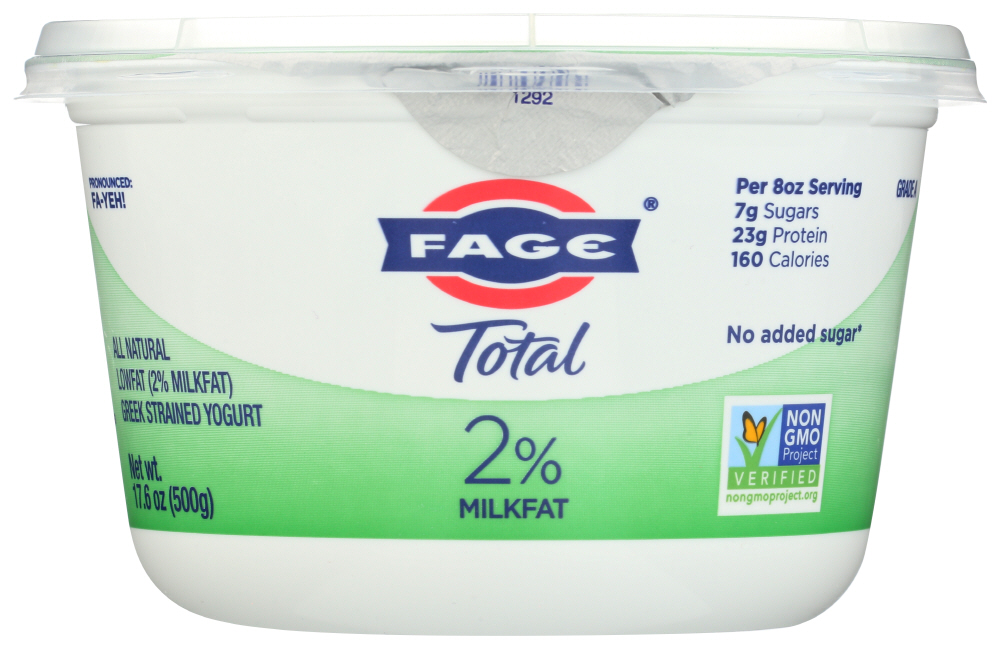 1292
PRONOUNCED:
FA-YEH!
FAGE®
Total
2%
MILKFAT
ALL NATURAL
LOWFAT (2% MILKFAT)
GREEK STRAINED YOGURT
Net wt.
17.6 oz (500g)
Per 8oz Serving
7g Sugars
23g Protein
160 Calories
GRADE A
No added sugar*
NON
GMO
Project
VERIFIED
nongmoproject.org